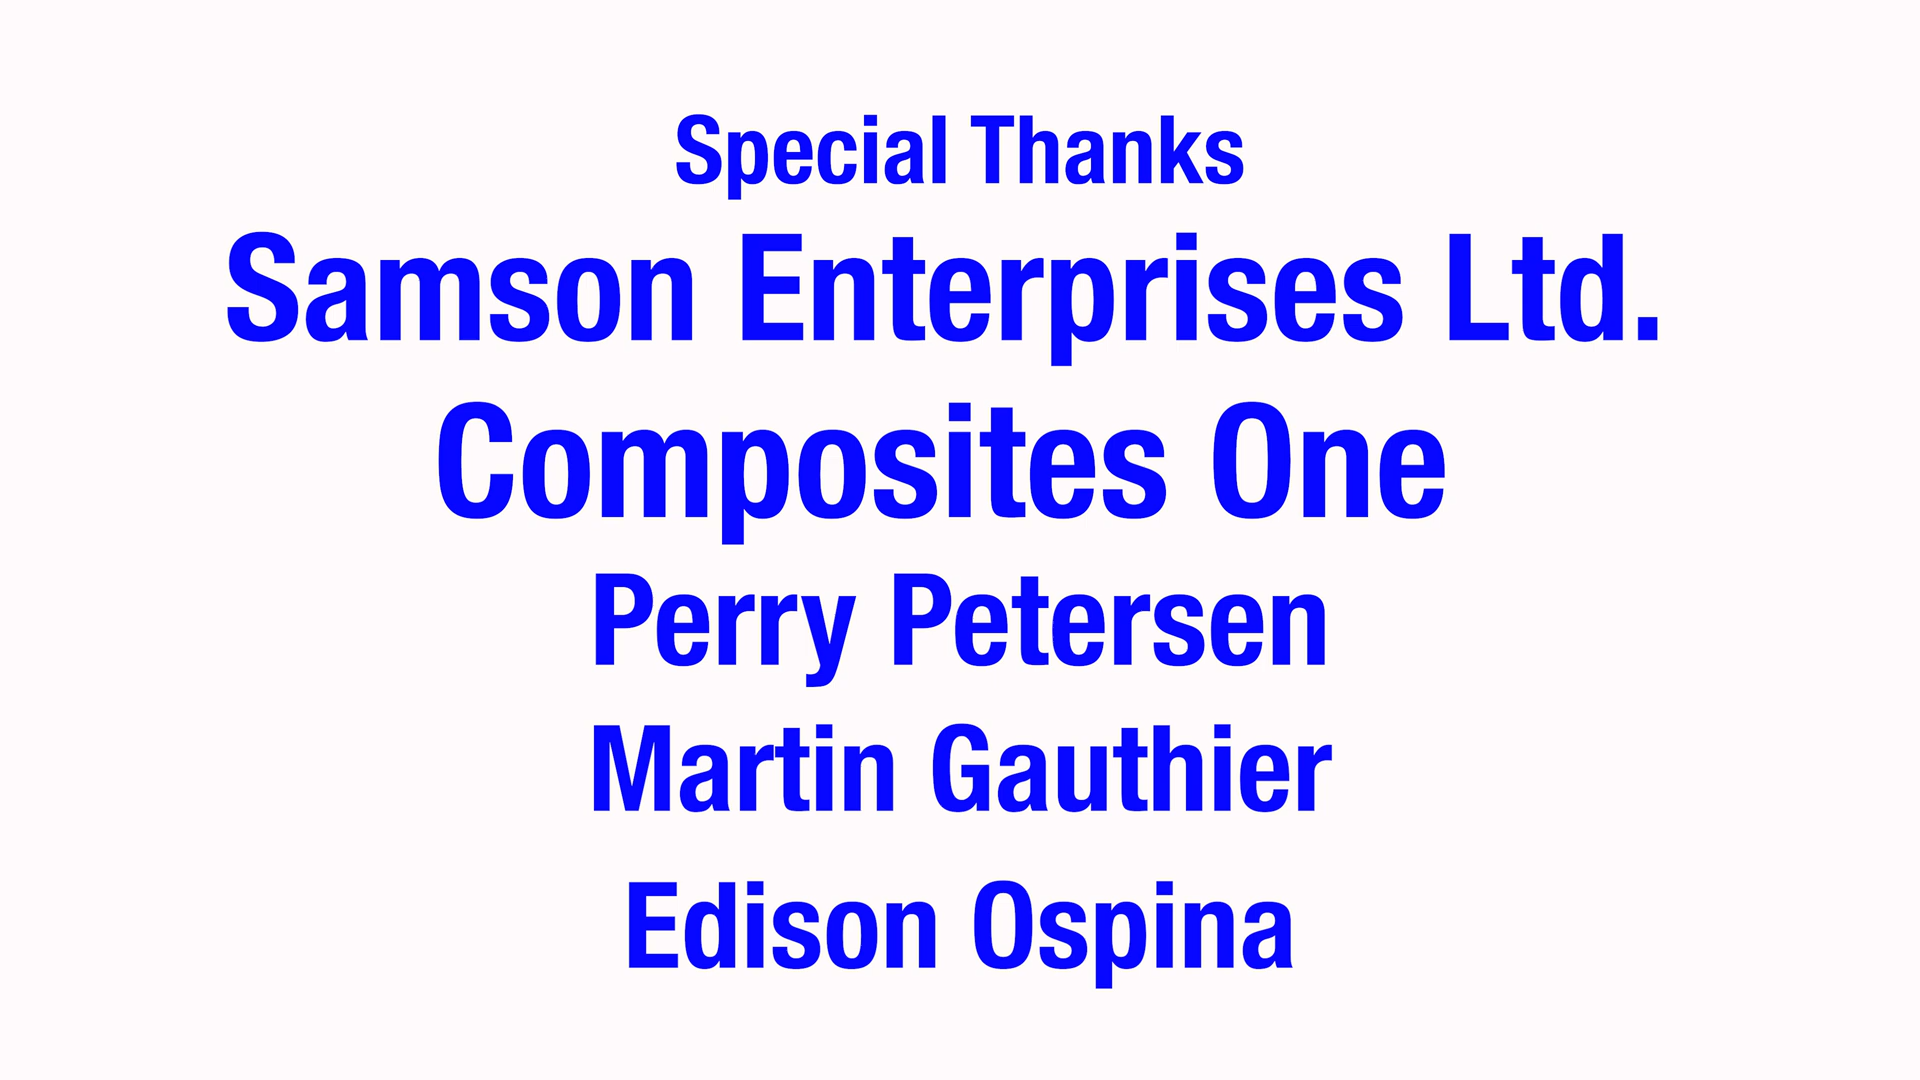 Special Thanks
Samson Enterprises Ltd.
Composites One
Perry Petersen
Martin Gauthier
Edison Ospina